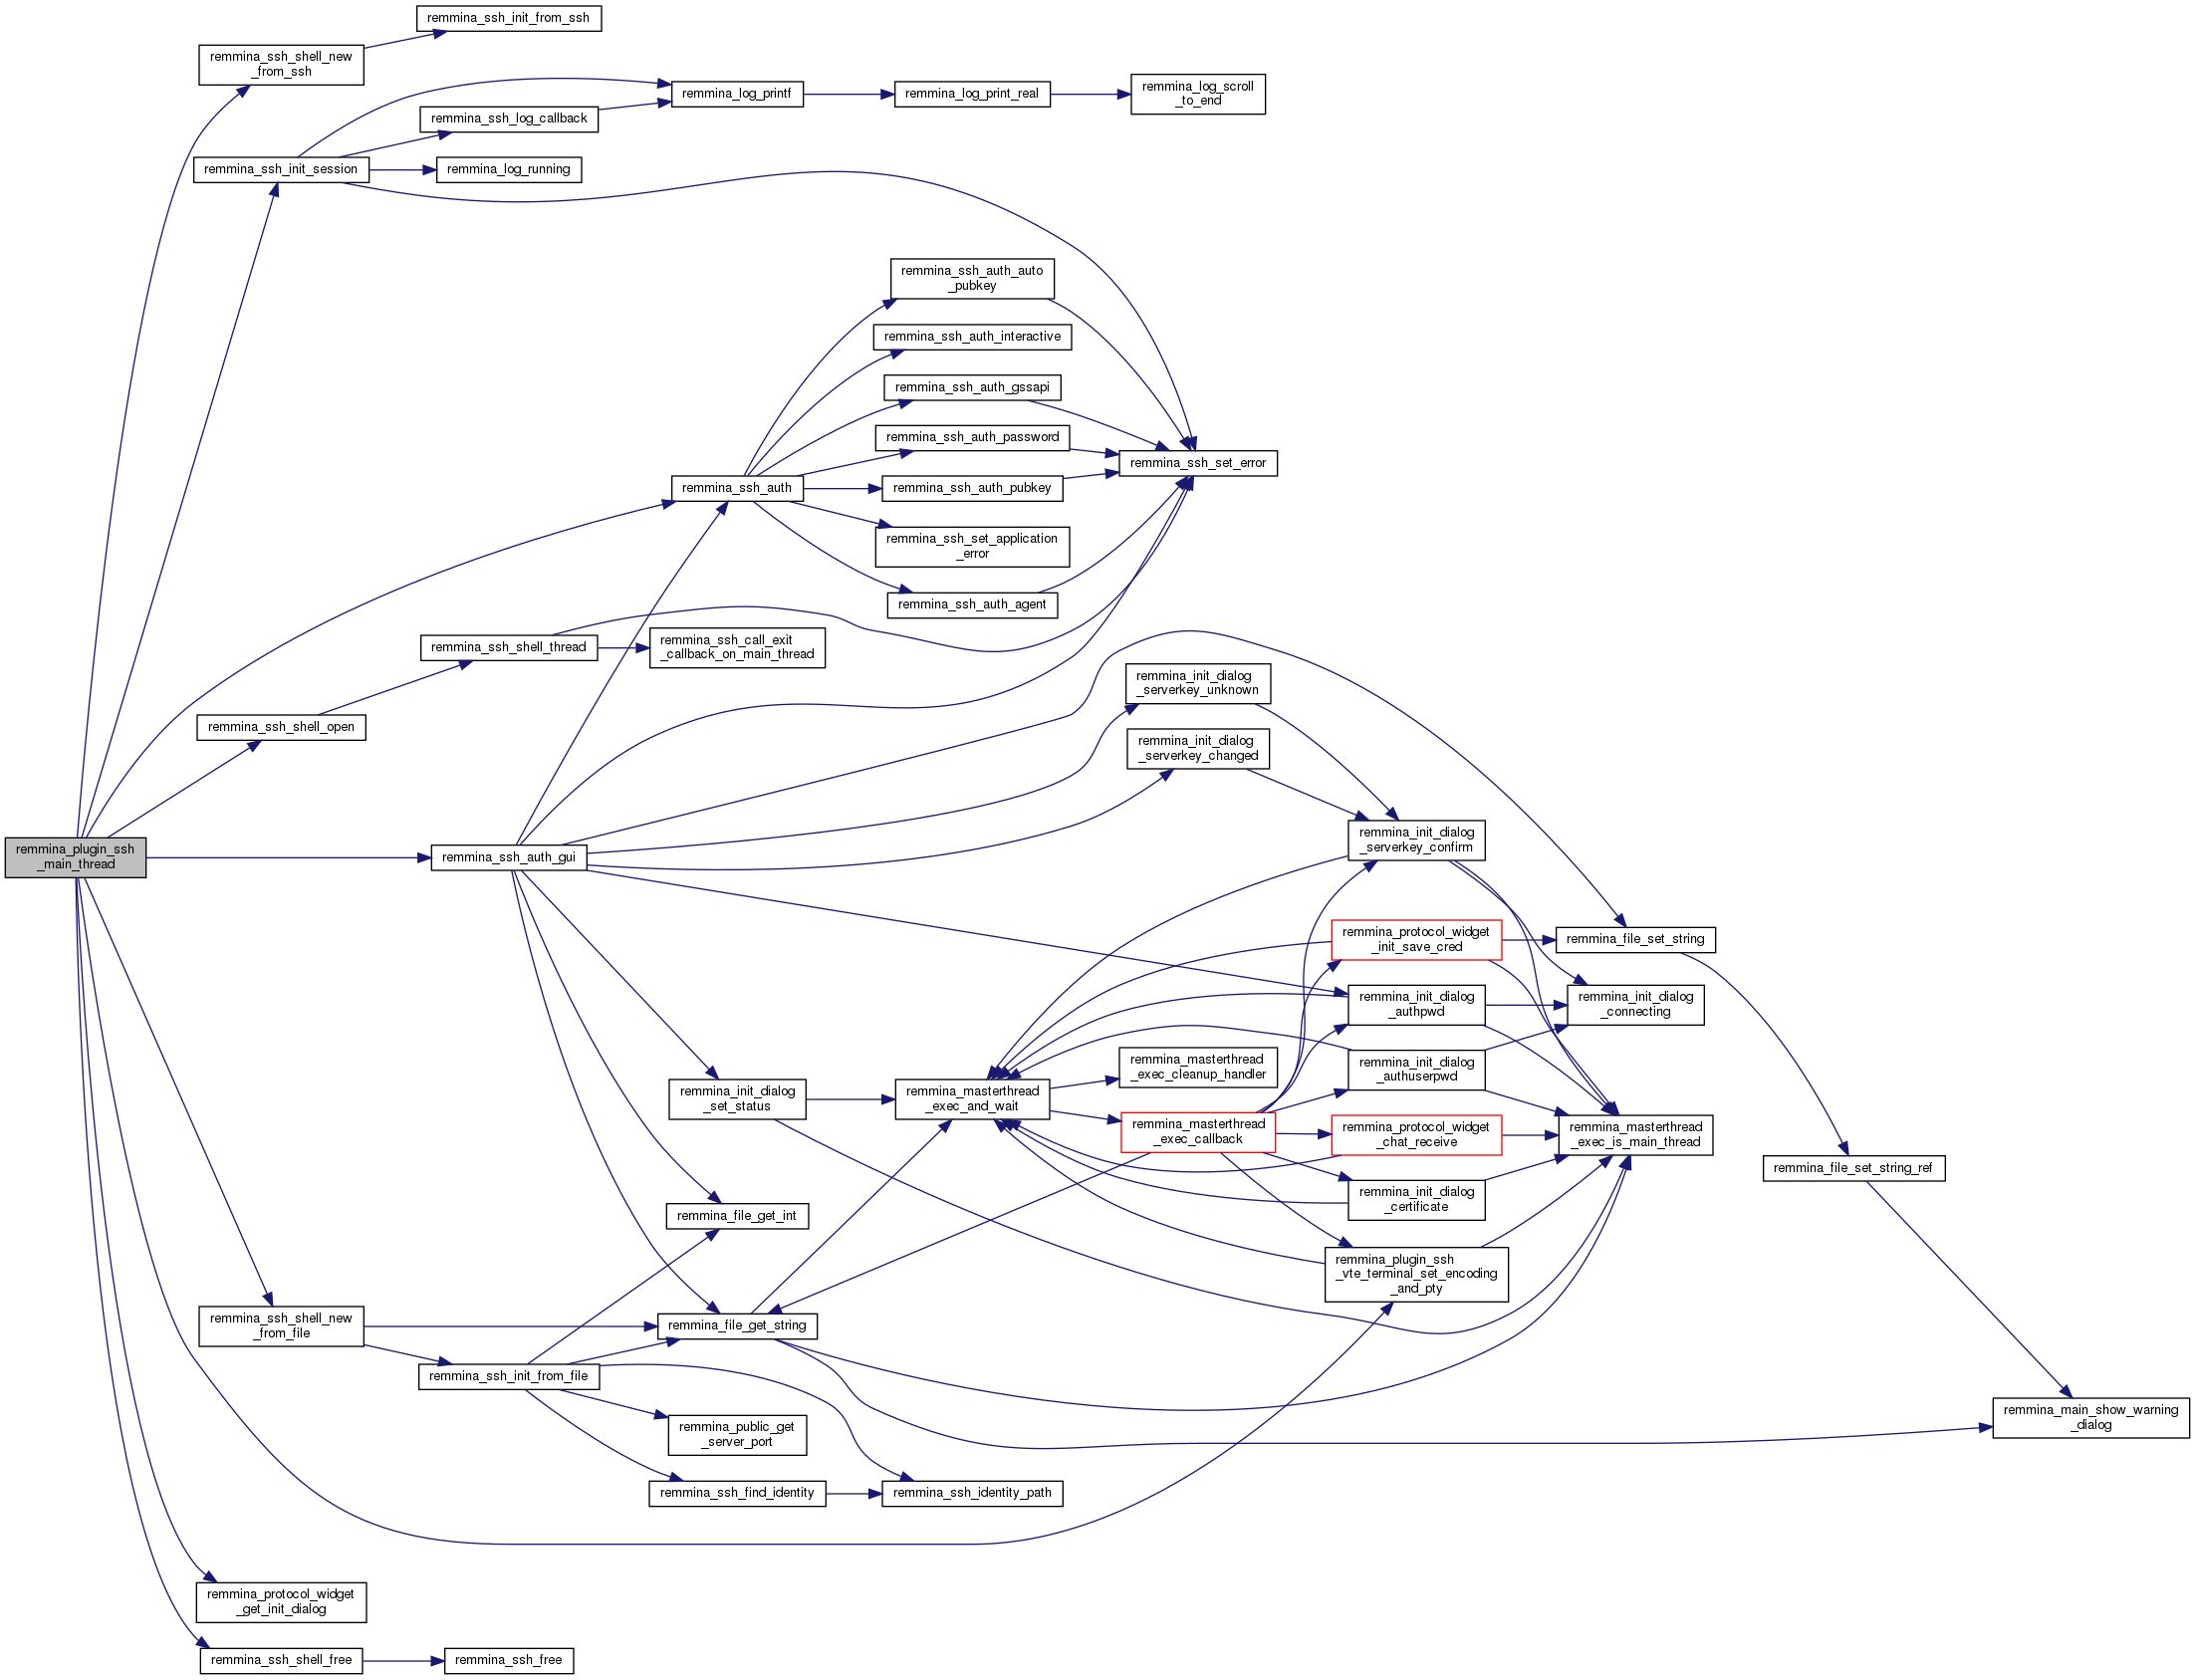 remmina_ssh_init_from_ssh
remmina_ssh_shell_new
_from_ssh
remmina_log_printf
remmina_log_print_real
remmina_log_scroll
_to_end
remmina_ssh_log_callback
remmina_ssh_init_session
remmina_log_running
remmina_ssh_auth_auto
_pubkey
remmina_ssh_auth_interactive
remmina_ssh_auth_gssapi
remmina_ssh_auth_password
remmina_ssh_set_error
remmina_ssh_auth
remmina_ssh_auth_pubkey
remmina_ssh_set_application
_error
remmina_ssh_auth_agent
remmina_ssh_shell_thread
remmina_ssh_call_exit
_callback_on_main_thread
remmina_init_dialog
_serverkey_unknown
remmina_ssh_shell_open
remmina_init_dialog
_serverkey_changed
remmina_init_dialog
_serverkey_confirm
remmina_plugin_ssh
_main_thread
remmina_ssh_auth_gui
remmina_protocol_widget
_init_save_cred
remmina_file_set_string
remmina_init_dialog
_authpwd
remmina_init_dialog
_connecting
remmina_masterthread
_exec_cleanup_handler
remmina_init_dialog
_authuserpwd
remmina_init_dialog
_set_status
remmina_masterthread
_exec_and_wait
remmina_masterthread
_exec_callback
remmina_protocol_widget
_chat_receive
remmina_masterthread
_exec_is_main_thread
remmina_file_set_string_ref
remmina_init_dialog
_certificate
remmina_file_get_int
remmina_plugin_ssh
_vte_terminal_set_encoding
_and_pty
remmina_ssh_shell_new
_from_file
remmina_file_get_string
remmina_ssh_init_from_file
remmina_main_show_warning
_dialog
remmina_public_get
_server_port
remmina_ssh_find_identity
remmina_ssh_identity_path
remmina_protocol_widget
_get_init_dialog
remmina_ssh_shell_free
remmina_ssh_free